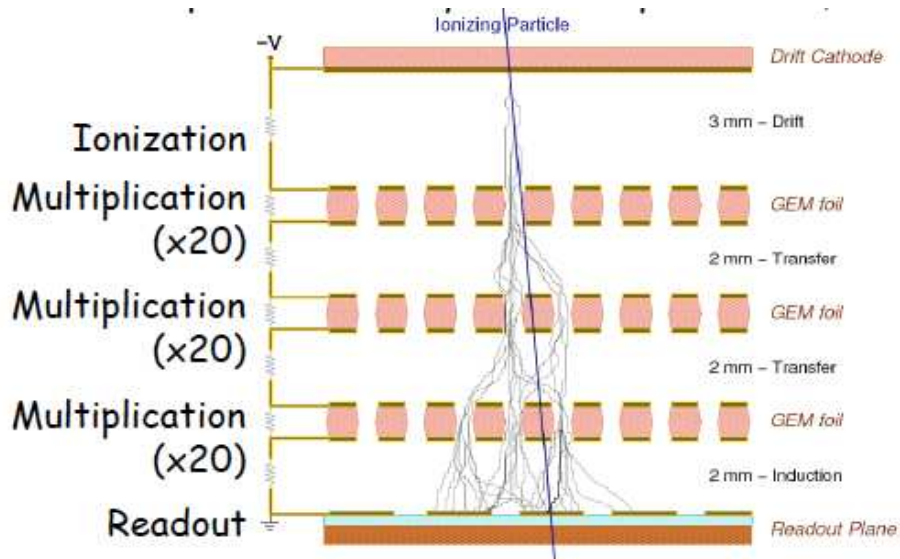 Ionizing Particle
–V
Drift Cathode
3 mm – Drift
Ionization
Multiplication
(x20)
GEM foil
2 mm – Transfer
Multiplication
(x20)
GEM foil
2 mm – Transfer
Multiplication
(x20)
GEM foil
2 mm – Induction
Readout
Readout Plane